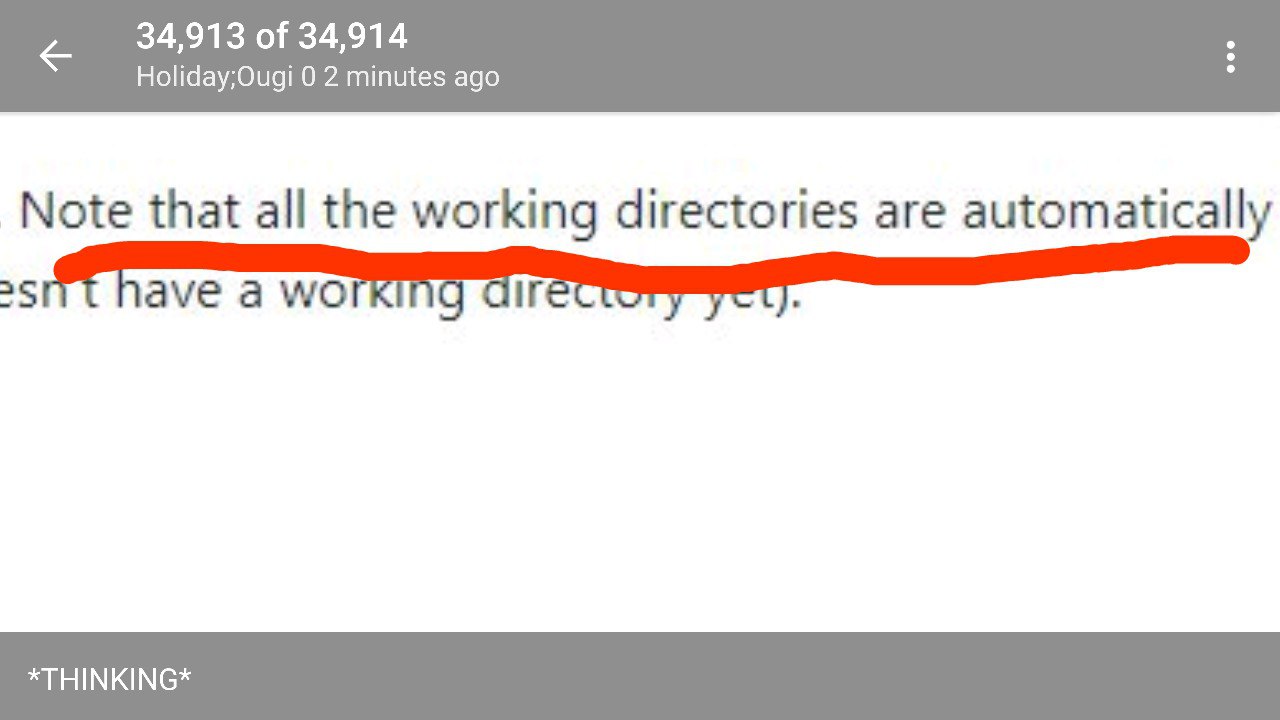 34,913 of 34,914
Holiday;Ougi 0 2 minutes ago
. Note that all the working directories are automatically
esn't have a working directory yet).
*THINKING*